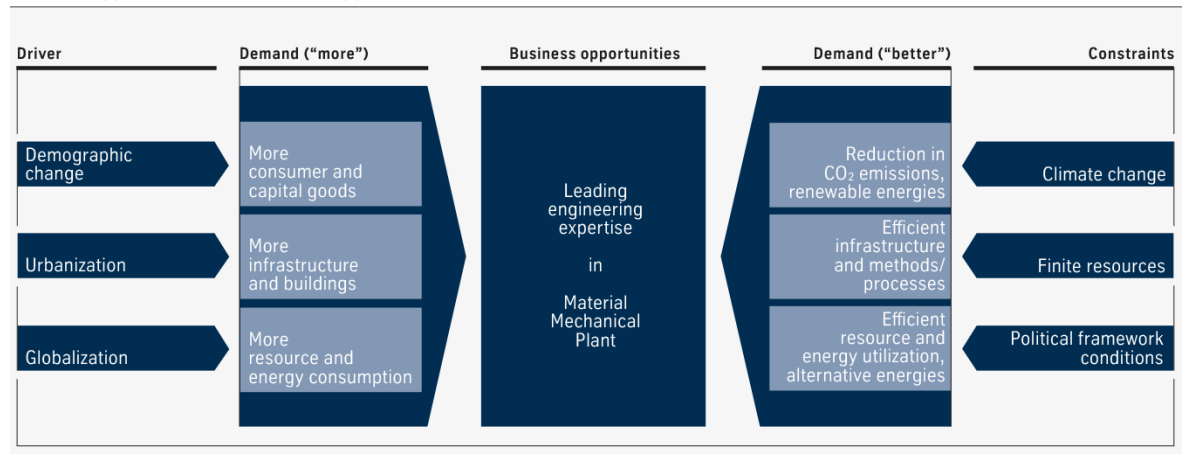 Driver
Demand (“more”)
Business opportunities
Demand (“better”)
Constraints
Demographic
change
Urbanization
Globalization
More
consumer and
capital goods
More
infrastructure
and buildings
More
resource and
energy consumption
Leading
engineering
expertise
in
Material
Mechanical
Plant
Reduction in
CO₂ emissions,
renewable energies
Efficient
infrastructure
and methods/
processes
Efficient
resource and
energy utilization,
alternative energies
Climate change
Finite resources
Political framework
conditions